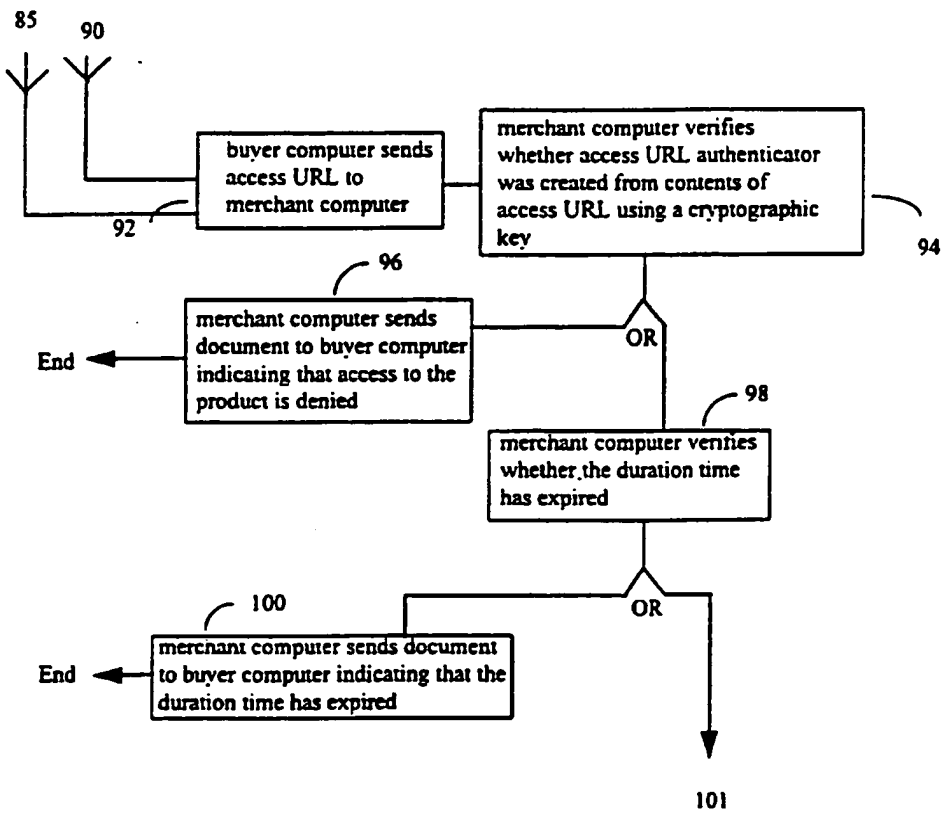 85
90
buyer computer sends
access URL to
merchant computer
92
merchant computer verifies
whether access URL authenticator
was created from contents of
access URL using a cryptographic
key
94
96
merchant computer sends
document to buyer computer
indicating that access to the
product is denied
End
OR
98
merchant computer verifies
whether the duration time
has expired
OR
100
merchant computer sends document
to buyer computer indicating that the
duration time has expired
End
101